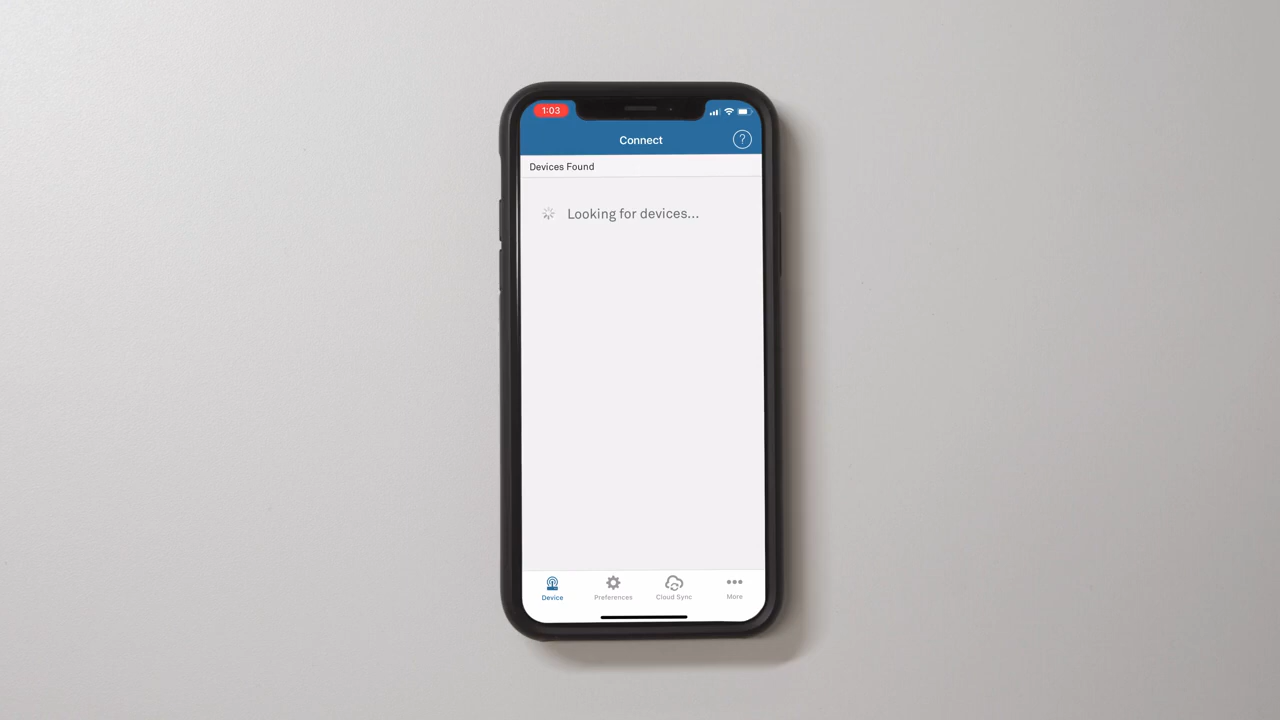 1:03
Connect
?
Devices Found
Looking for devices...
Device
Preferences
Cloud Sync
More